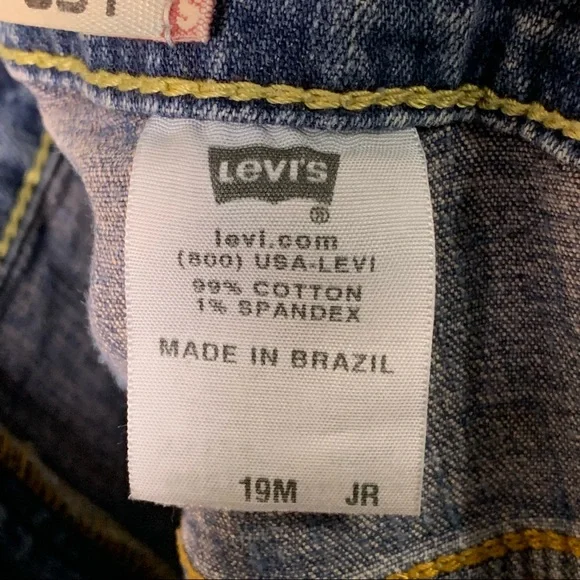 Levi's
®
levi.com
(800) USA-LEVI
99% COTTON
1% SPANDEX
MADE IN BRAZIL
19M JR